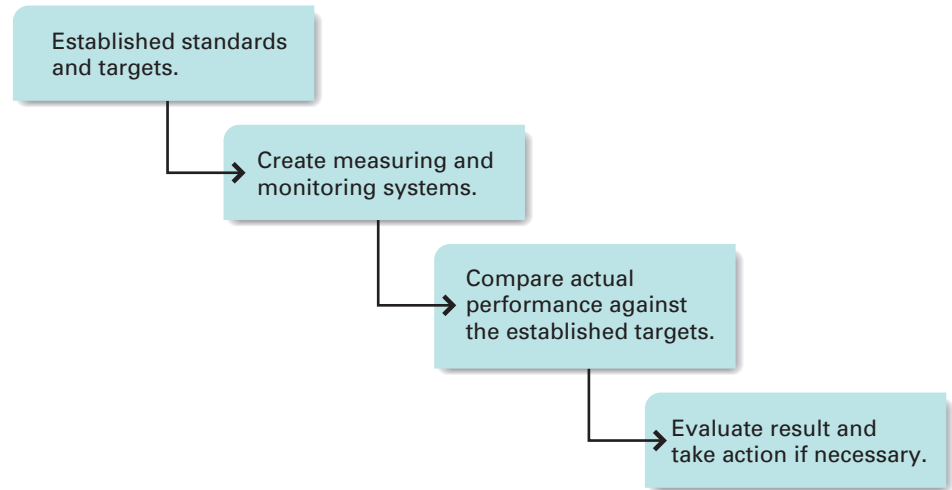 Established standards
and targets.
Create measuring and
monitoring systems.
Compare actual
performance against
the established targets.
Evaluate result and
take action if necessary.